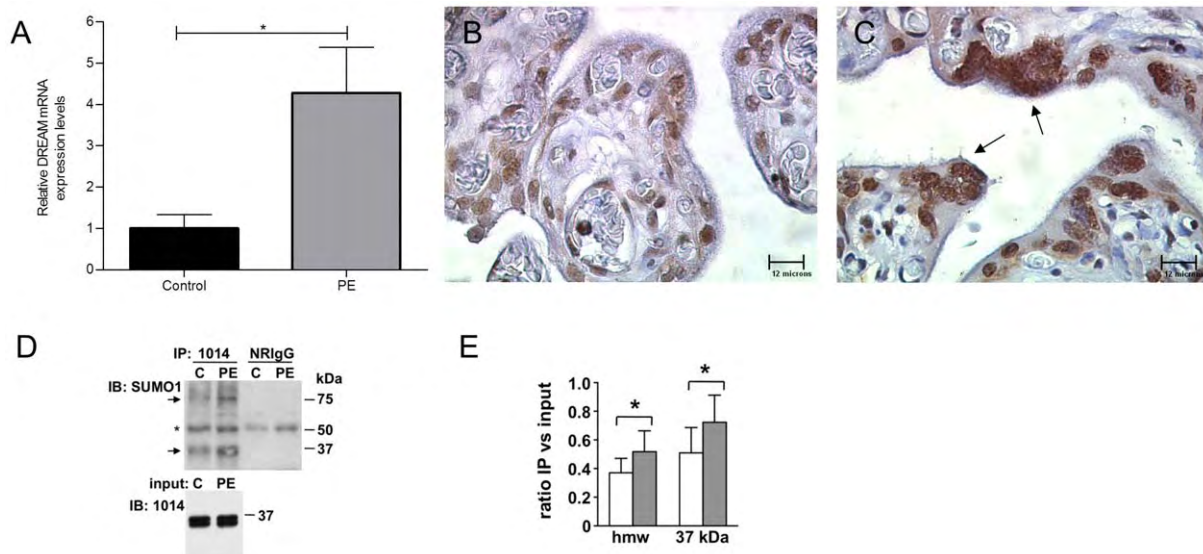 A
Relative DREAM mRNA
expression levels
6
5
4
3
2
1
0
*
Control
PE
B
12 microns
C
12 microns
D
IP: 1014 NRIgG
C PE C PE kDa
IB: SUMO1
75
* 50
37
input: C PE
IB: 1014
37
E
ratio IP vs input
1.0
0.8
0.6
0.4
0.2
0
*
*
hmw
37 kDa